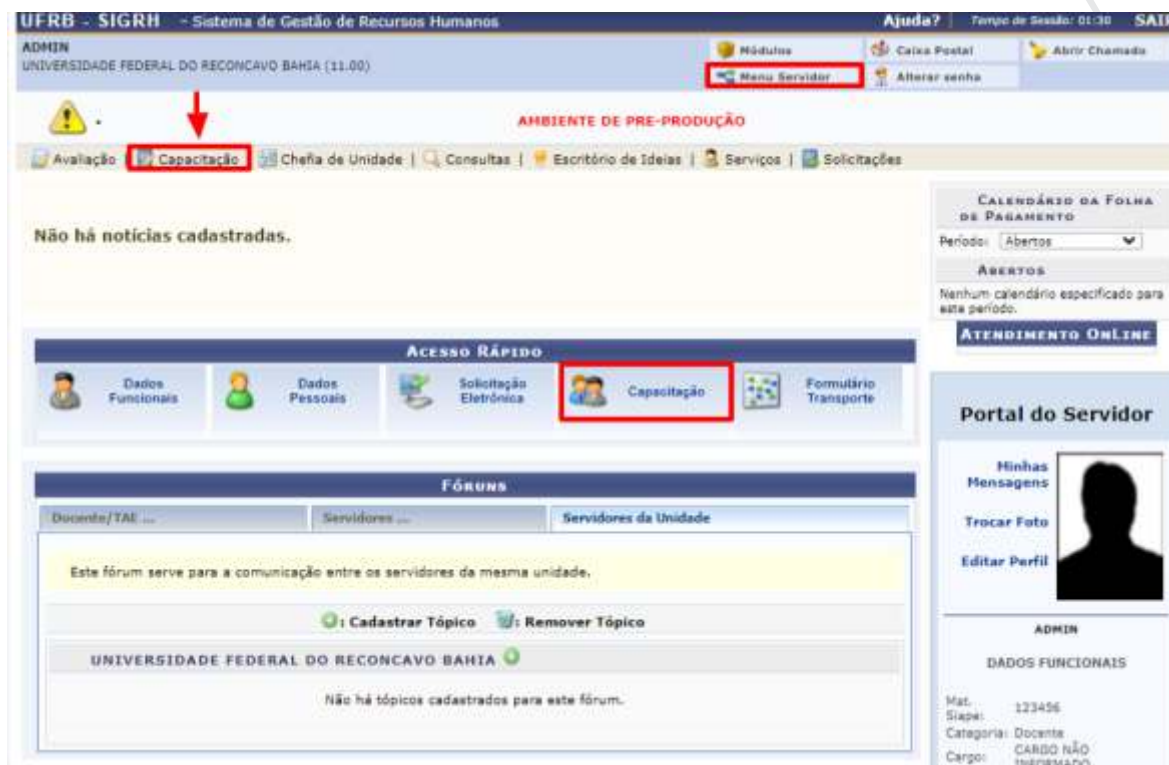 UFRB - SIGRH - Sistema de Gestão de Recursos Humanos
Ajuda? Tempo de Sessão: 01:30 SAIR
ADMIN
UNIVERSIDADE FEDERAL DO RECONCAVO BAHIA (11.00)
Módulos Caixa Postal Abrir Chamado
Menu Servidor Alterar senha
AMBIENTE DE PRE-PRODUÇÃO
Avaliação | Capacitação Chefia de Unidade | Consultas | Escritório de Ideias | Serviços | Solicitações
Não há notícias cadastradas.
CALENDÁRIO DA FOLHA
DE PAGAMENTO
Período: Abertos
ABERTOS
Nenhum calendário especificado para
este período.
ATENDIMENTO ONLINE
ACESSO RÁPIDO
Dados
Funcionais
Dados
Pessoais
Solicitação
Eletrônica
Capacitação
Formulário
Transporte
Portal do Servidor
Minhas
Mensagens
Trocar Foto
Editar Perfil
FÓRUNS
Docente/TAE ... Servidores ... Servidores da Unidade
Este fórum serve para a comunicação entre os servidores da mesma unidade.
: Cadastrar Tópico : Remover Tópico
UNIVERSIDADE FEDERAL DO RECONCAVO BAHIA
Não há tópicos cadastrados para este fórum.
ADMIN
DADOS FUNCIONAIS
Mat.
Siape: 123456
Categoria: Docente
Cargo: CARGO NÃO
INFORMADO